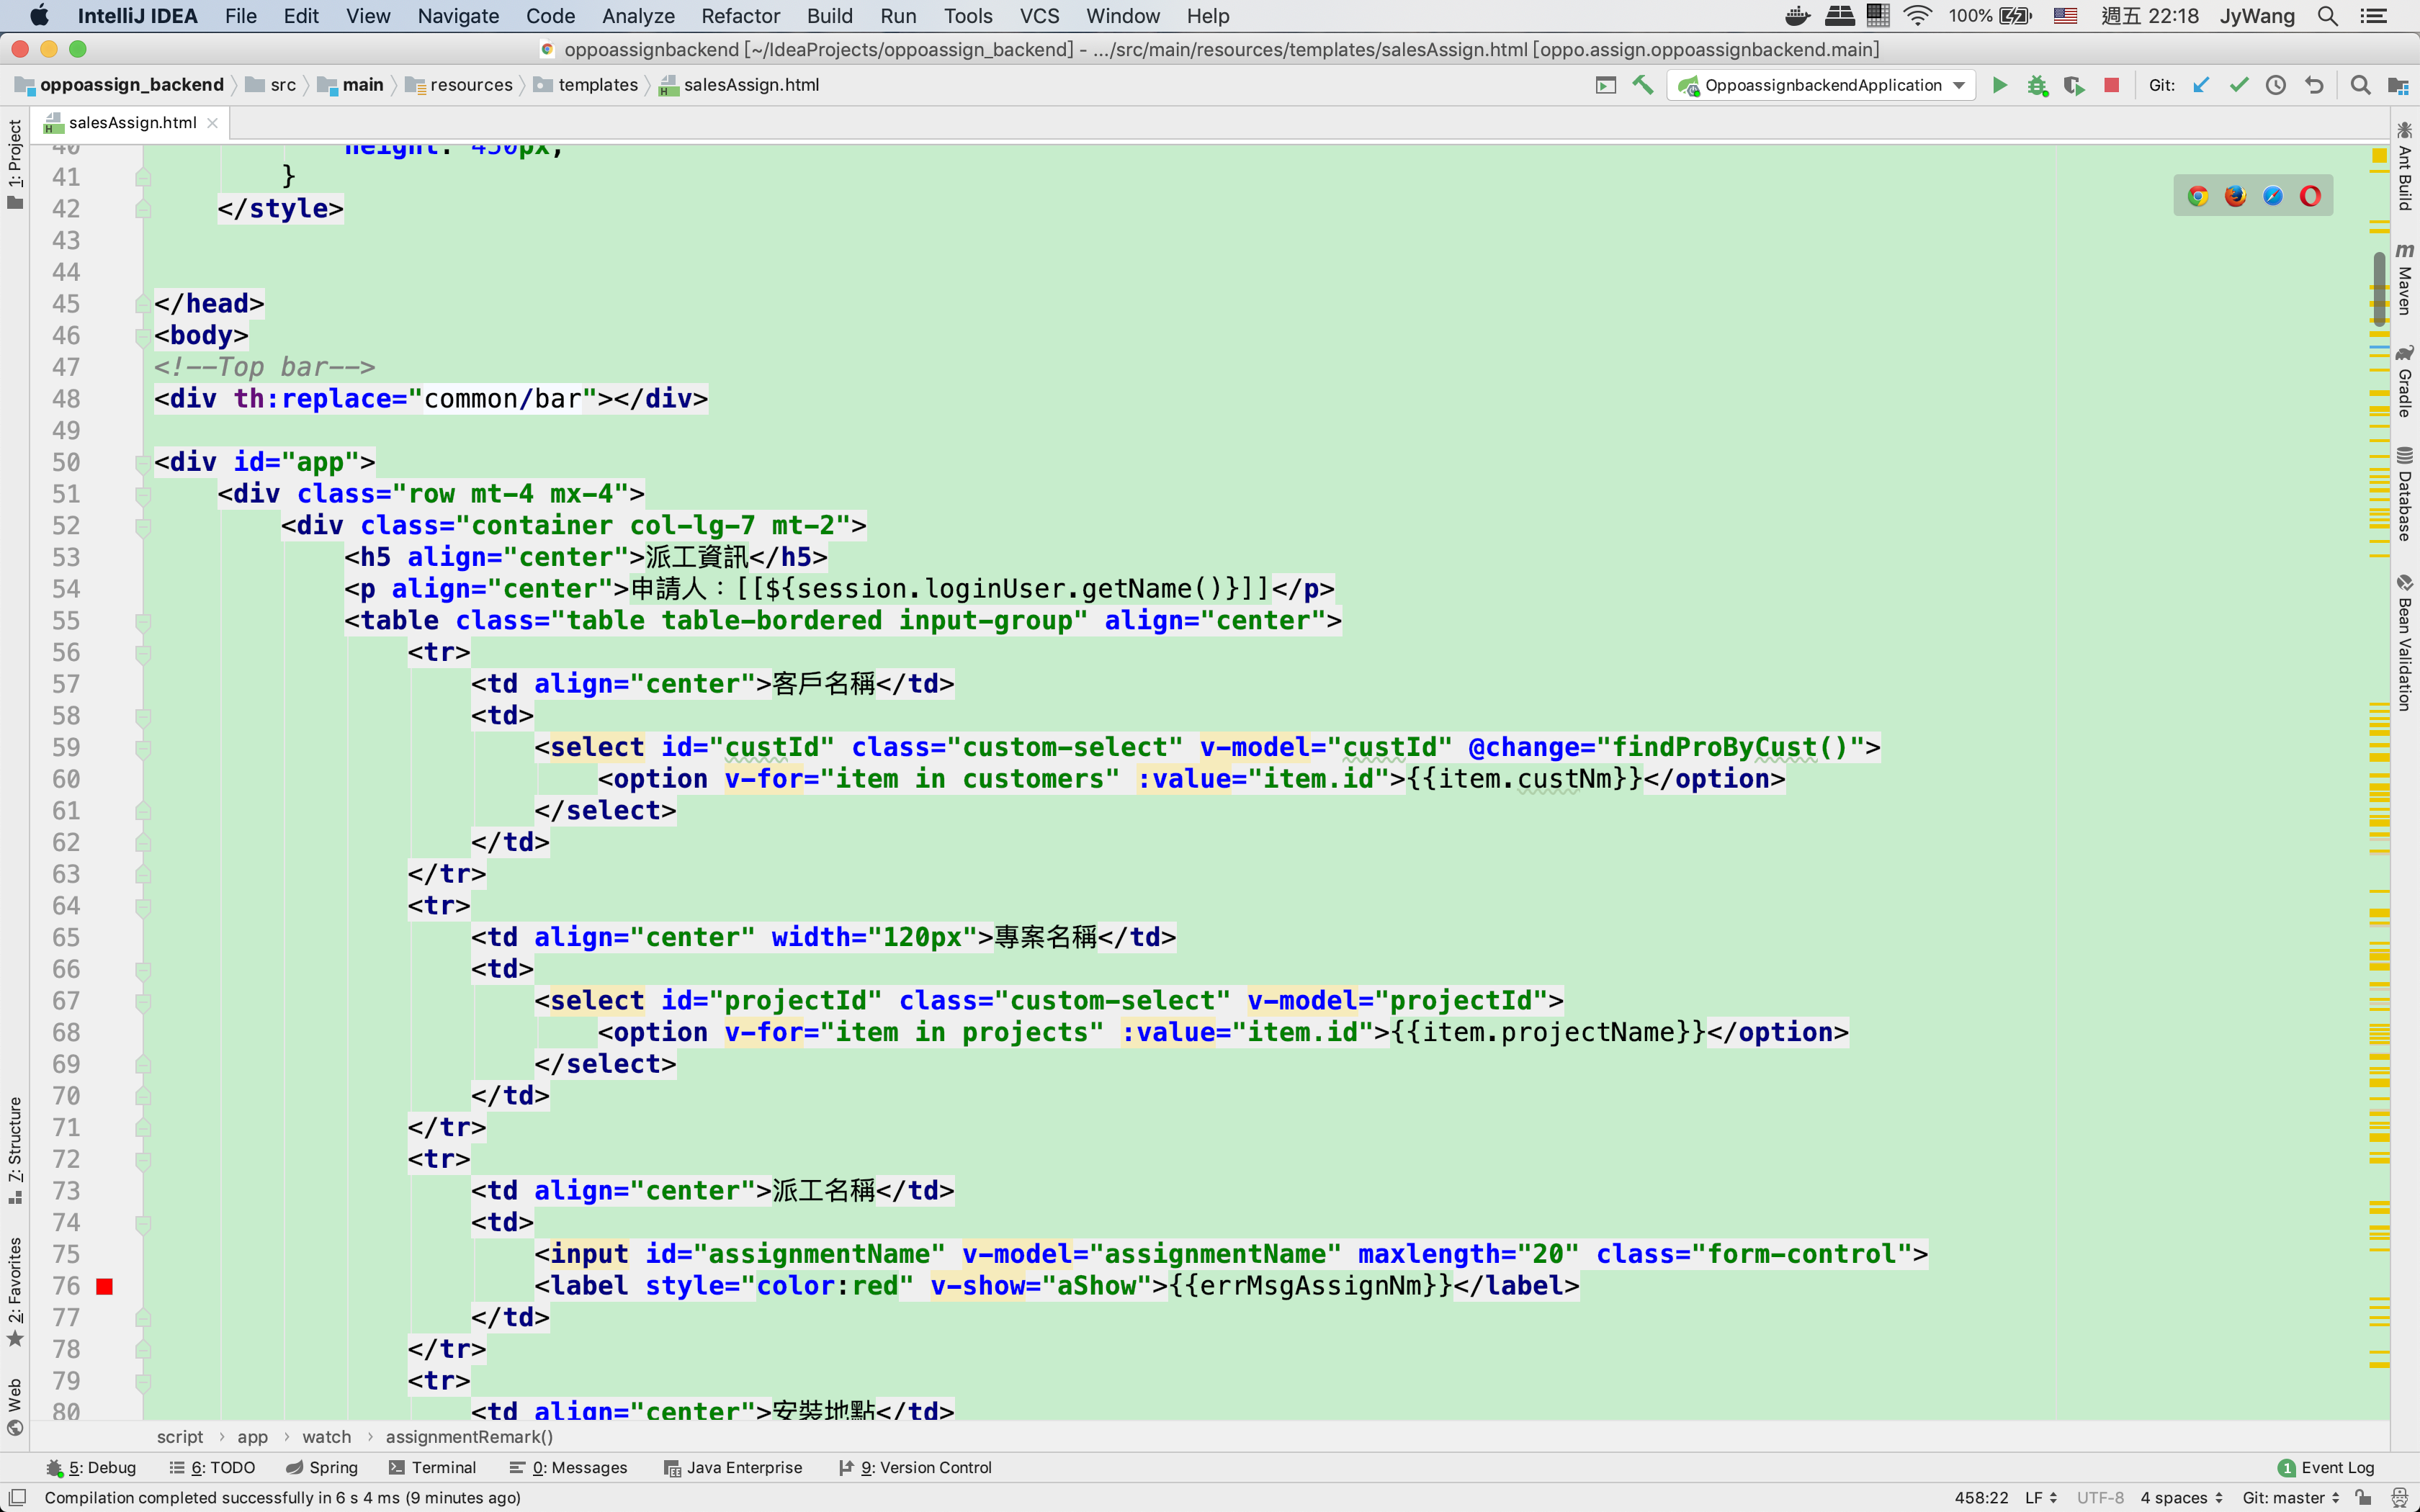 IntelliJ IDEA File Edit View Navigate Code Analyze Refactor Build Run Tools VCS Window Help 100% 週五 22:18 JyWang
oppoassignbackend [~/IdeaProjects/oppoassign_backend] - .../src/main/resources/templates/salesAssign.html [oppo.assign.oppoassignbackend.main]
oppoassign_backend src main resources templates salesAssign.html OppoassignbackendApplication Git:
salesAssign.html
1: Project
7: Structure
2: Favorites
Web
40 height: 450px;
41 }
42 </style>
43
44
45 </head>
46 <body>
47 <!--Top bar-->
48 <div th:replace="common/bar"></div>
49
50 <div id="app">
51 <div class="row mt-4 mx-4">
52 <div class="container col-lg-7 mt-2">
53 <h5 align="center">派工資訊</h5>
54 <p align="center">申請人：[[${session.loginUser.getName()}]]</p>
55 <table class="table table-bordered input-group" align="center">
56 <tr>
57 <td align="center">客戶名稱</td>
58 <td>
59 <select id="custId" class="custom-select" v-model="custId" @change="findProByCust()">
60 <option v-for="item in customers" :value="item.id">{{item.custNm}}</option>
61 </select>
62 </td>
63 </tr>
64 <tr>
65 <td align="center" width="120px">專案名稱</td>
66 <td>
67 <select id="projectId" class="custom-select" v-model="projectId">
68 <option v-for="item in projects" :value="item.id">{{item.projectName}}</option>
69 </select>
70 </td>
71 </tr>
72 <tr>
73 <td align="center">派工名稱</td>
74 <td>
75 <input id="assignmentName" v-model="assignmentName" maxlength="20" class="form-control">
76 <label style="color:red" v-show="aShow">{{errMsgAssignNm}}</label>
77 </td>
78 </tr>
79 <tr>
80 <td align="center">安裝地點</td>
Ant Build
Maven
Gradle
Database
Bean Validation
script › app › watch › assignmentRemark()
5: Debug 6: TODO Spring Terminal 0: Messages Java Enterprise 9: Version Control 1 Event Log
Compilation completed successfully in 6 s 4 ms (9 minutes ago) 458:22 LF UTF-8 4 spaces Git: master